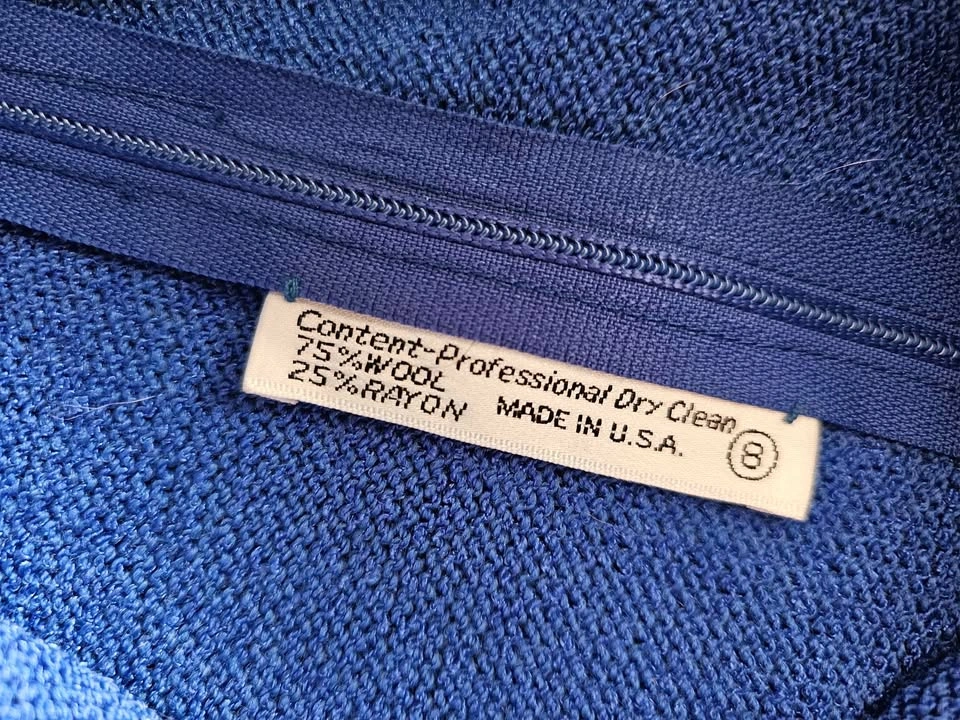 Content-Professional Dry Clean
75%WOOL
25%RAYON MADE IN U.S.A. 8